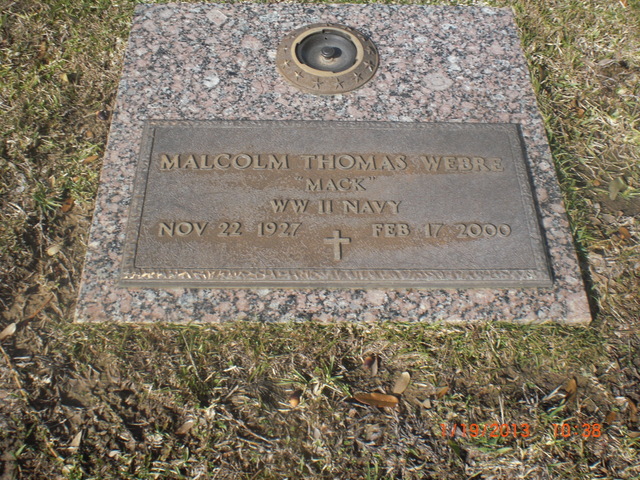 MALCOLM THOMAS WEBRE
"MACK"
WW II NAVY
NOV 22 1927 FEB 17 2000
1/19/2013 10:38